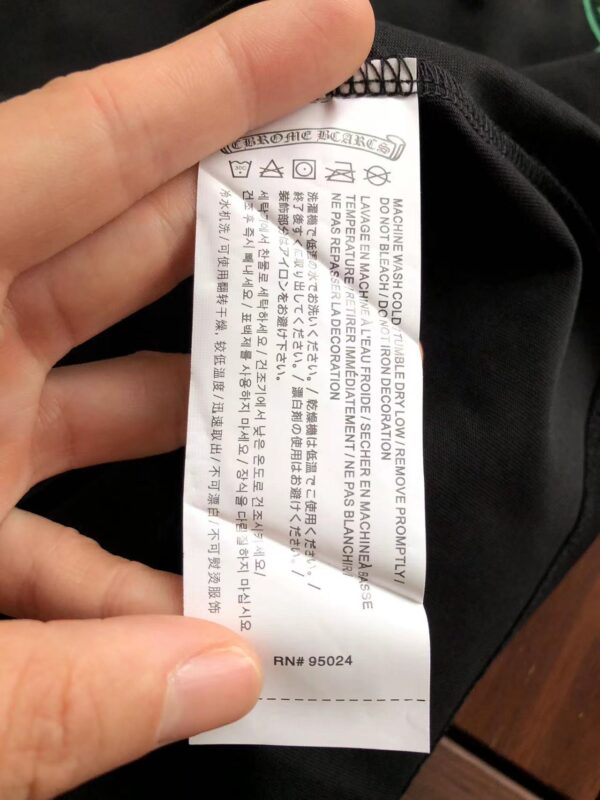 CHROME HEARTS
MACHINE WASH COLD / TUMBLE DRY LOW / REMOVE PROMPTLY /
DO NOT BLEACH / DO NOT IRON DECORATION
LAVAGE EN MACHINE À L'EAU FROIDE / SECHER EN MACHINEÀ BASSE
TEMPERATURE / RETIRER IMMÉDIATEMENT / NE PAS BLANCHIR/
NE PAS REPASSER LA DECORATION
洗濯機で低温の水でお洗いください。/ 乾燥機は低温でご使用ください。/
終了後すぐに取り出してください。/ 漂白剤の使用はお避けください。/
装飾部分はアイロンをお避け下さい。
세탁기에서 찬물로 세탁하세요 / 건조기에서 낮은 온도로 건조시키세요/
건조후 즉시 빼내세요 / 표백제를 사용하지 마세요 / 장식을 다림질하지 마십시요
冷水机洗 / 可使用翻转干燥, 较低温度 / 迅速取出 / 不可漂白 / 不可熨烫服饰
RN# 95024